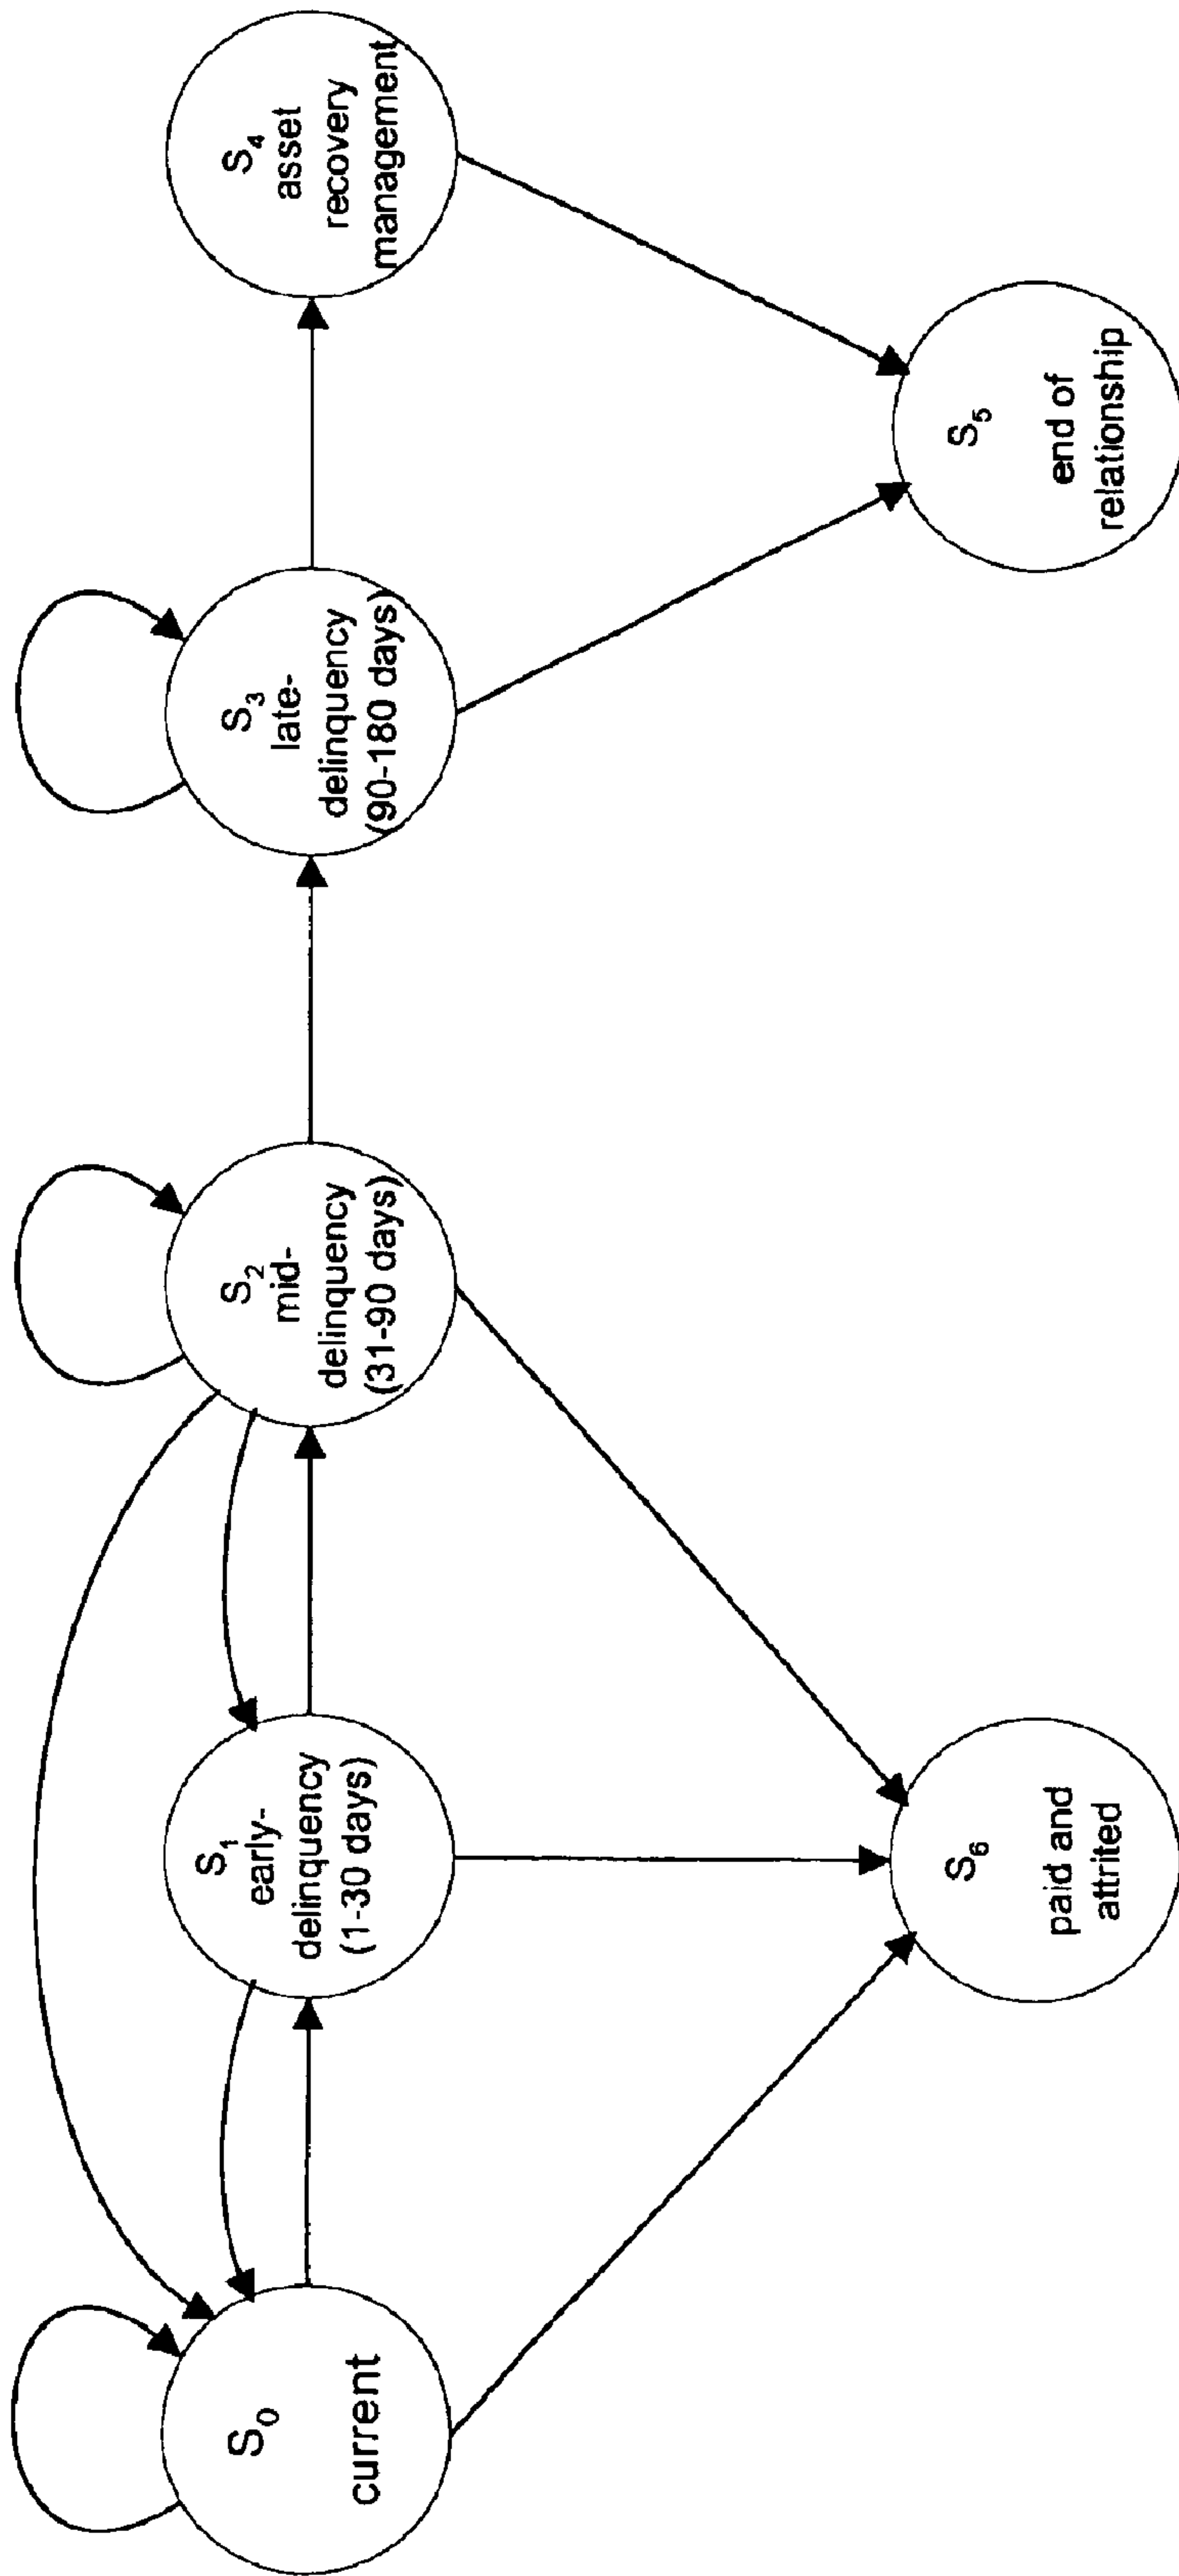 S0
current
S1
early-
delinquency
(1-30 days)
S2
mid-
delinquency
(31-90 days)
S3
late-
delinquency
(90-180 days)
S4
asset
recovery
management
S6
paid and
attrited
S5
end of
relationship